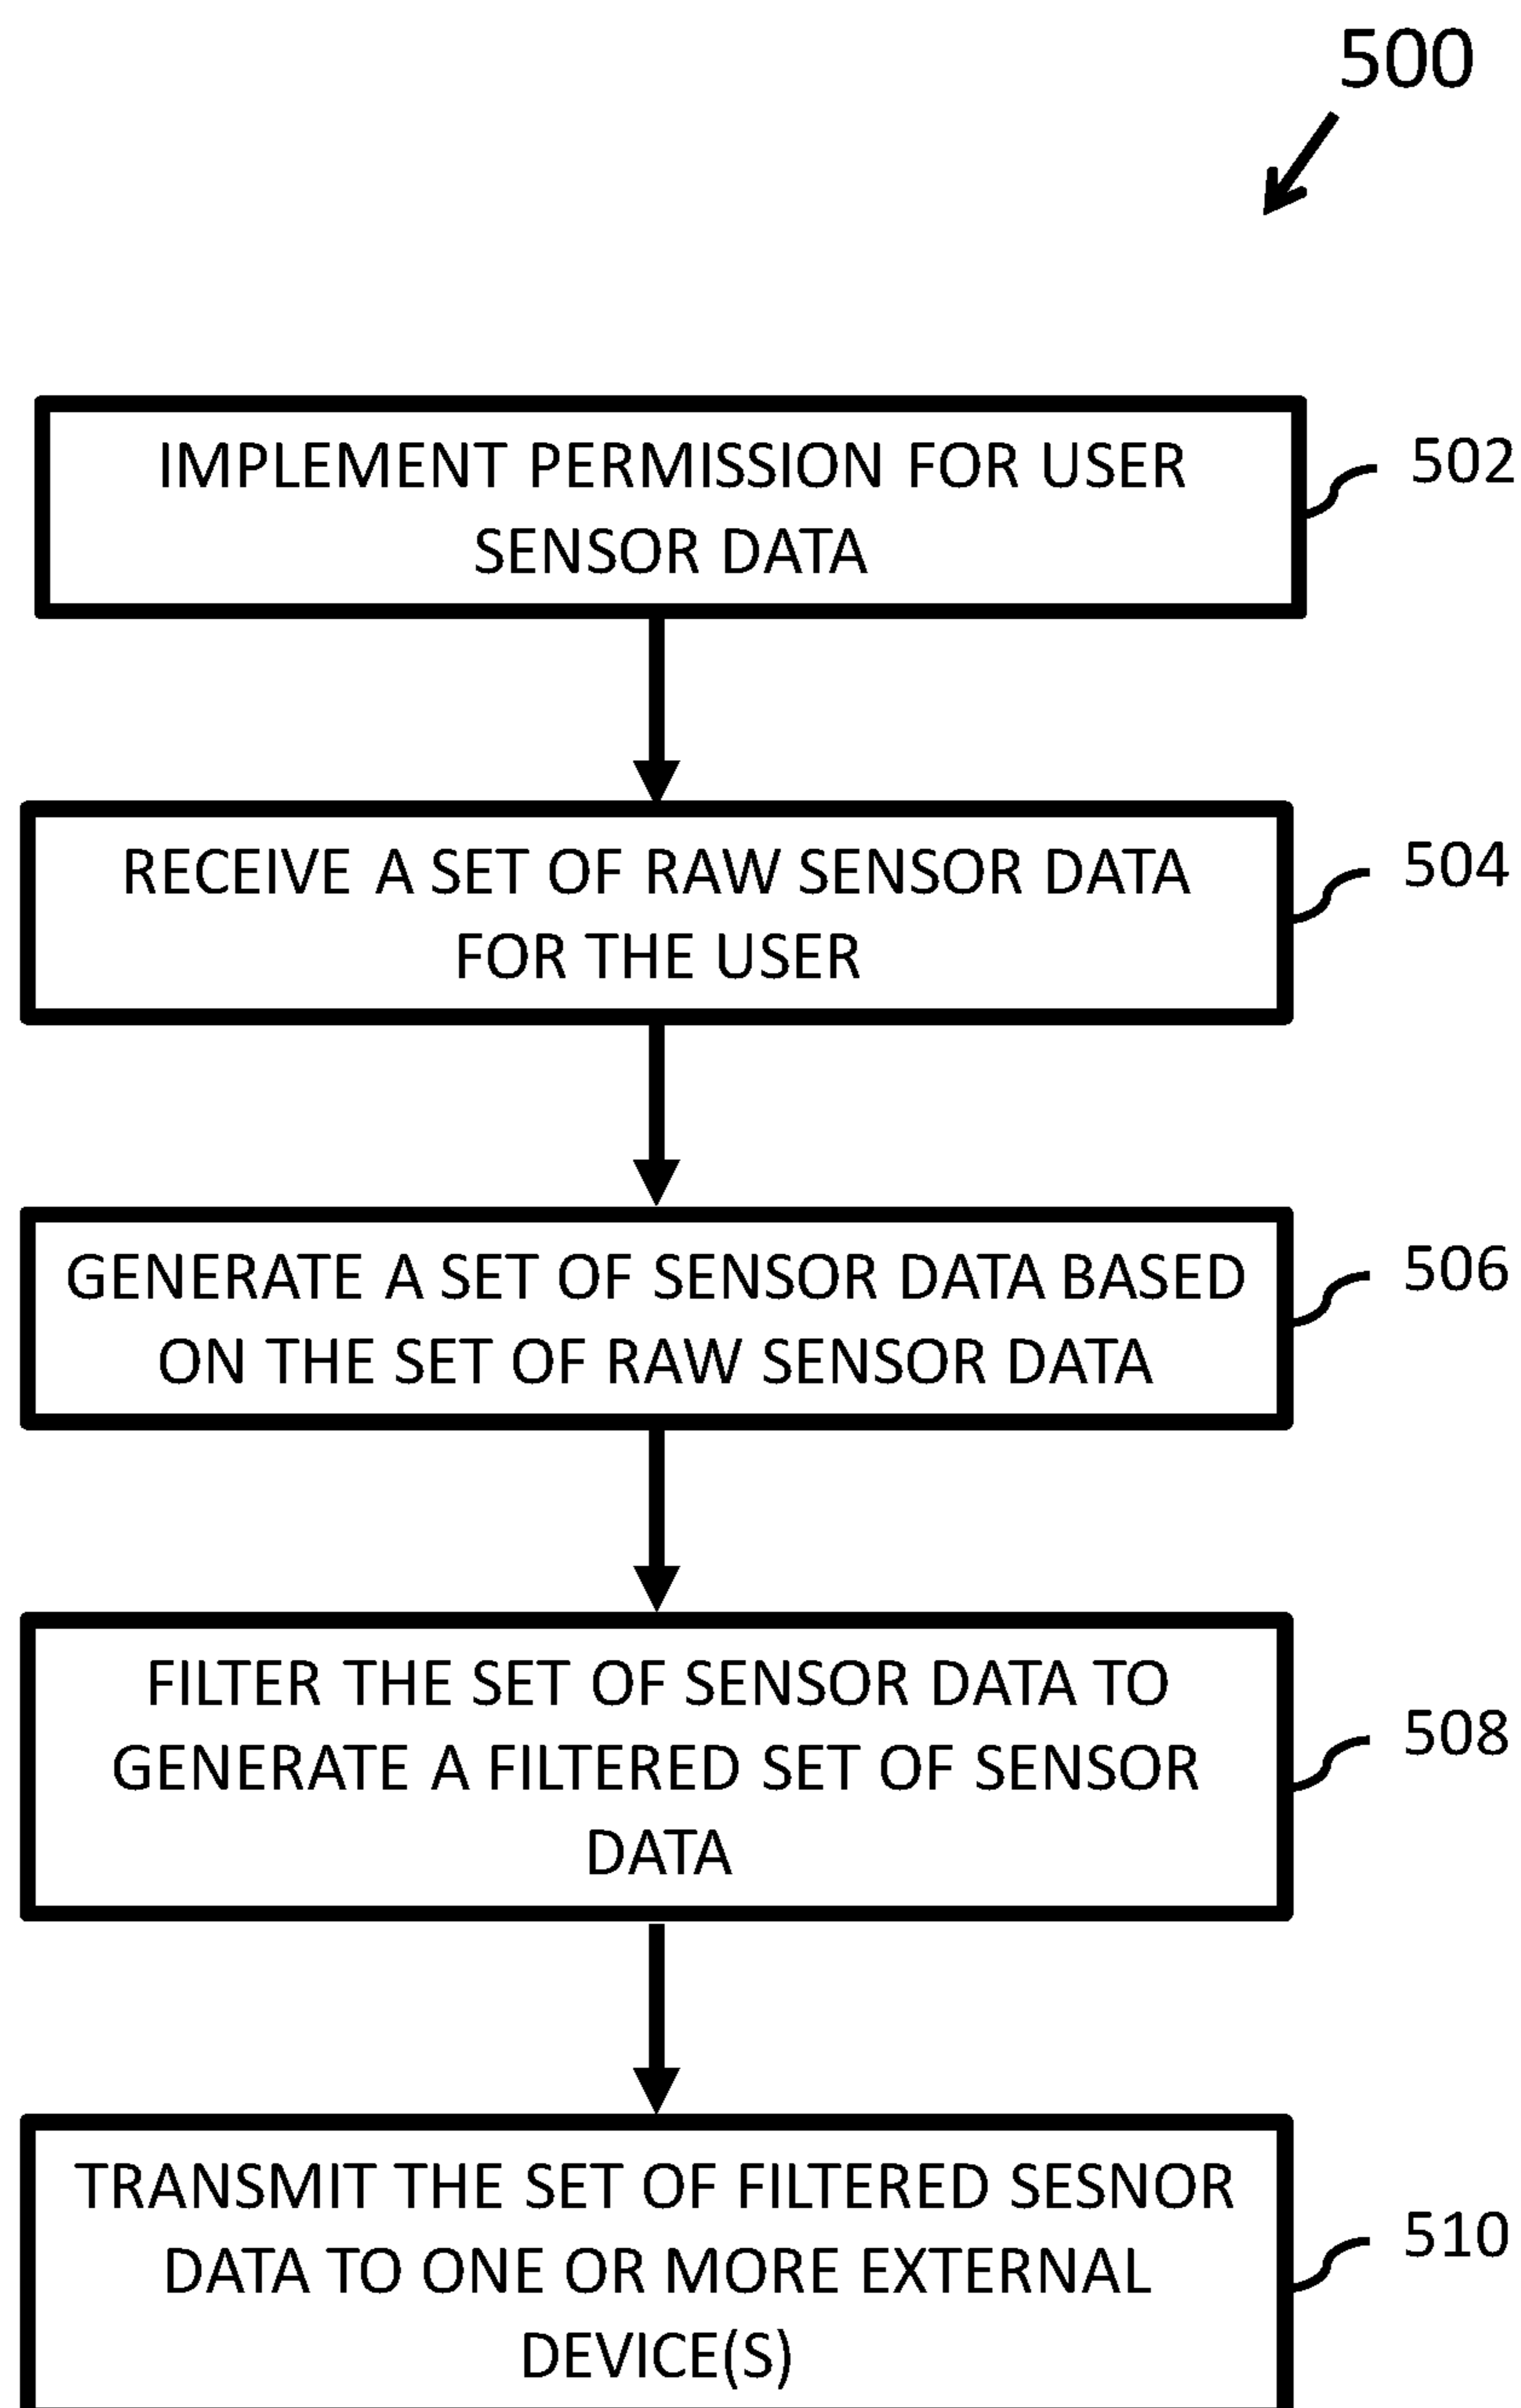 500
IMPLEMENT PERMISSION FOR USER
SENSOR DATA
502
RECEIVE A SET OF RAW SENSOR DATA
FOR THE USER
504
GENERATE A SET OF SENSOR DATA BASED
ON THE SET OF RAW SENSOR DATA
506
FILTER THE SET OF SENSOR DATA TO
GENERATE A FILTERED SET OF SENSOR
DATA
508
TRANSMIT THE SET OF FILTERED SESNOR
DATA TO ONE OR MORE EXTERNAL
DEVICE(S)
510